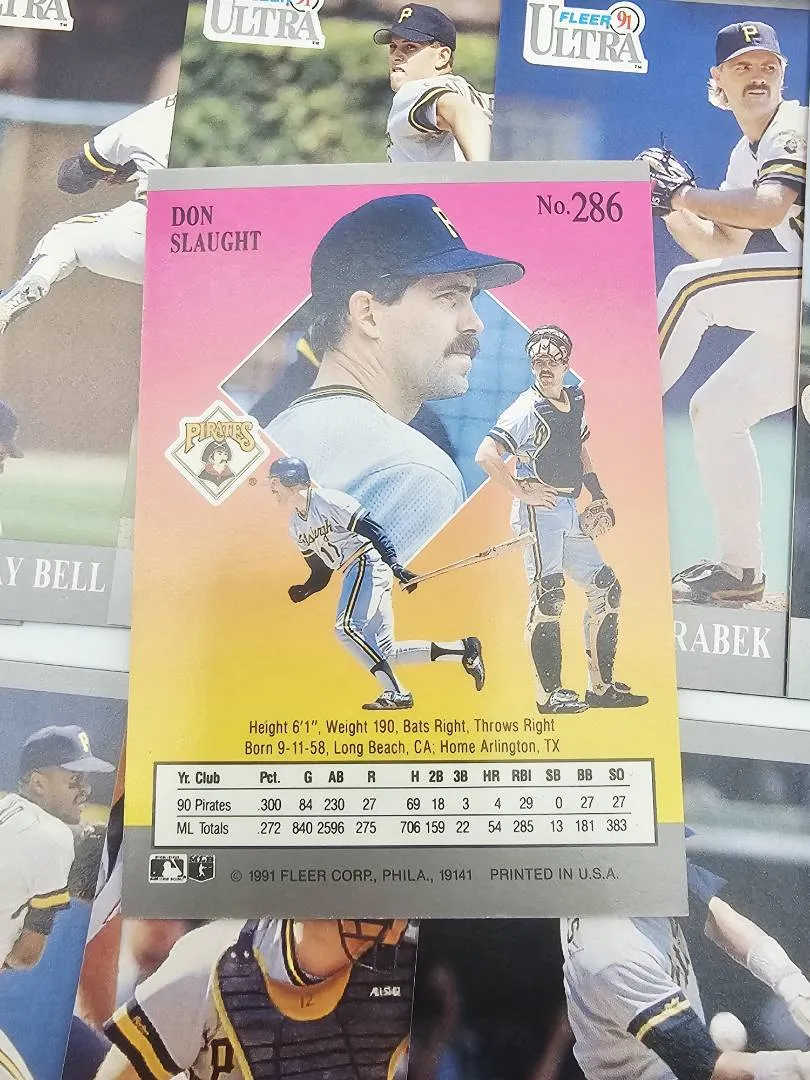 ULTRA
FLEER 91
ULTRA™
DON
SLAUGHT
No. 286
PIRATES
®
11
Height 6'1", Weight 190, Bats Right, Throws Right
Born 9-11-58, Long Beach, CA; Home Arlington, TX
Yr. Club Pct. G AB R H 2B 3B HR RBI SB BB SO
90 Pirates .300 84 230 27 69 18 3 4 29 0 27 27
ML Totals .272 840 2596 275 706 159 22 54 285 13 181 383
© 1991 FLEER CORP., PHILA., 19141 PRINTED IN U.S.A.
Y BELL
RABEK
12
P